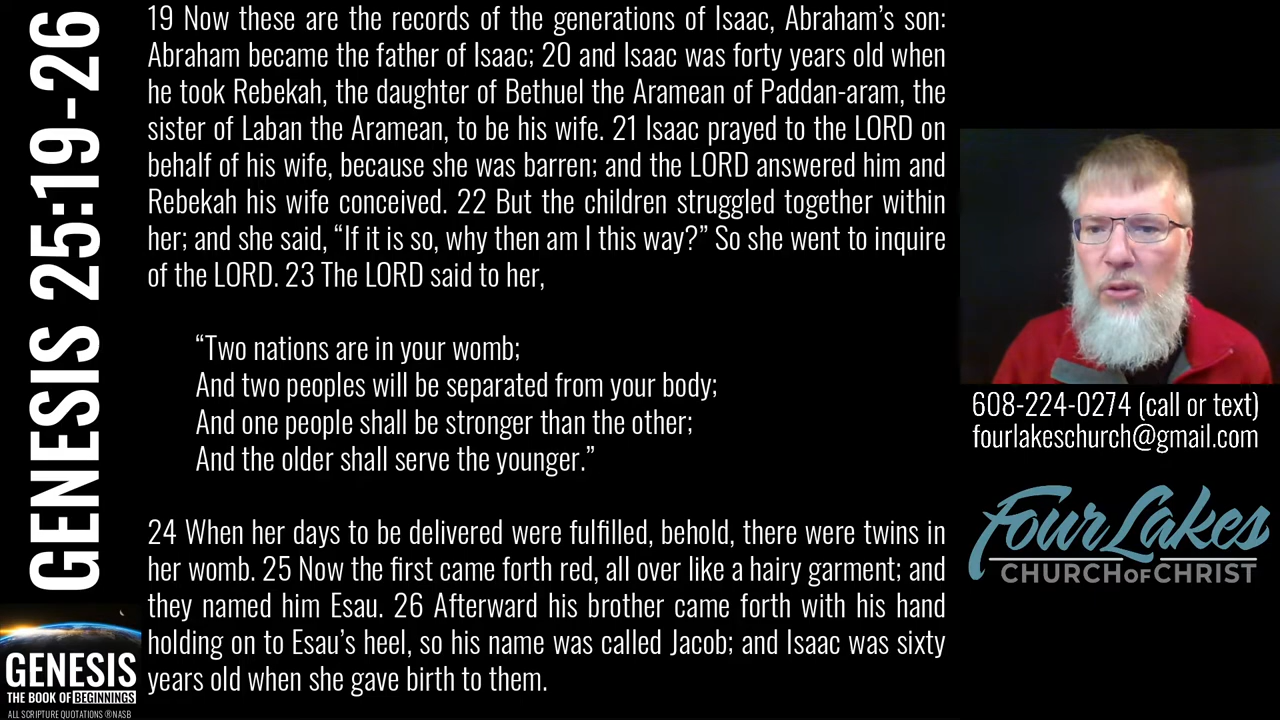 GENESIS 25:19-26
19 Now these are the records of the generations of Isaac, Abraham’s son:
Abraham became the father of Isaac; 20 and Isaac was forty years old when
he took Rebekah, the daughter of Bethuel the Aramean of Paddan-aram, the
sister of Laban the Aramean, to be his wife. 21 Isaac prayed to the LORD on
behalf of his wife, because she was barren; and the LORD answered him and
Rebekah his wife conceived. 22 But the children struggled together within
her; and she said, “If it is so, why then am I this way?” So she went to inquire
of the LORD. 23 The LORD said to her,
“Two nations are in your womb;
And two peoples will be separated from your body;
And one people shall be stronger than the other;
And the older shall serve the younger.”
24 When her days to be delivered were fulfilled, behold, there were twins in
her womb. 25 Now the first came forth red, all over like a hairy garment; and
they named him Esau. 26 Afterward his brother came forth with his hand
holding on to Esau’s heel, so his name was called Jacob; and Isaac was sixty
years old when she gave birth to them.
GENESIS
THE BOOK OF BEGINNINGS
ALL SCRIPTURE QUOTATIONS ®NASB
608-224-0274 (call or text)
fourlakeschurch@gmail.com
Four Lakes
CHURCH OF CHRIST